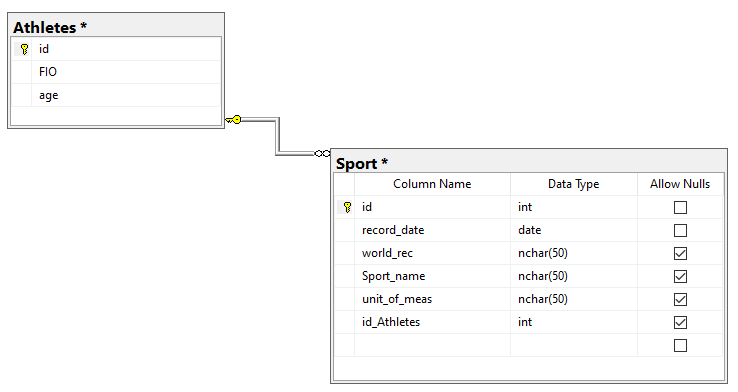 Athletes *
id
FIO
age
Sport *
Column Name Data Type Allow Nulls
id int
record_date date
world_rec nchar(50)
Sport_name nchar(50)
unit_of_meas nchar(50)
id_Athletes int